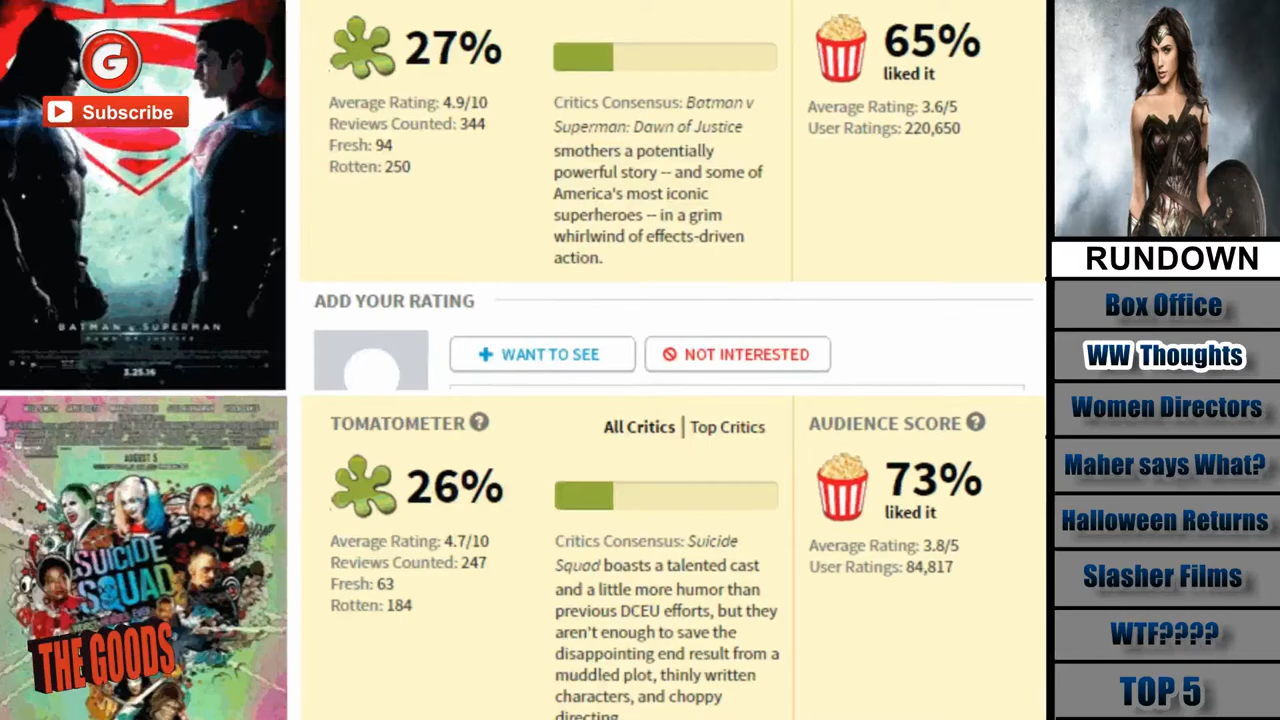 G
Subscribe
BATMAN v SUPERMAN
DAWN OF JUSTICE
3.25.16
27%
Average Rating: 4.9/10
Reviews Counted: 344
Fresh: 94
Rotten: 250
Critics Consensus: Batman v
Superman: Dawn of Justice
smothers a potentially
powerful story -- and some of
America's most iconic
superheroes -- in a grim
whirlwind of effects-driven
action.
65%
liked it
Average Rating: 3.6/5
User Ratings: 220,650
ADD YOUR RATING
WANT TO SEE
NOT INTERESTED
AUGUST 5
SUICIDE
SQUAD
THE GOODS
TOMATOMETER ?
26%
Average Rating: 4.7/10
Reviews Counted: 247
Fresh: 63
Rotten: 184
All Critics | Top Critics
Critics Consensus: Suicide
Squad boasts a talented cast
and a little more humor than
previous DCEU efforts, but they
aren't enough to save the
disappointing end result from a
muddled plot, thinly written
characters, and choppy
directing.
AUDIENCE SCORE ?
73%
liked it
Average Rating: 3.8/5
User Ratings: 84,817
RUNDOWN
Box Office
WW Thoughts
Women Directors
Maher says What?
Halloween Returns
Slasher Films
WTF????
TOP 5